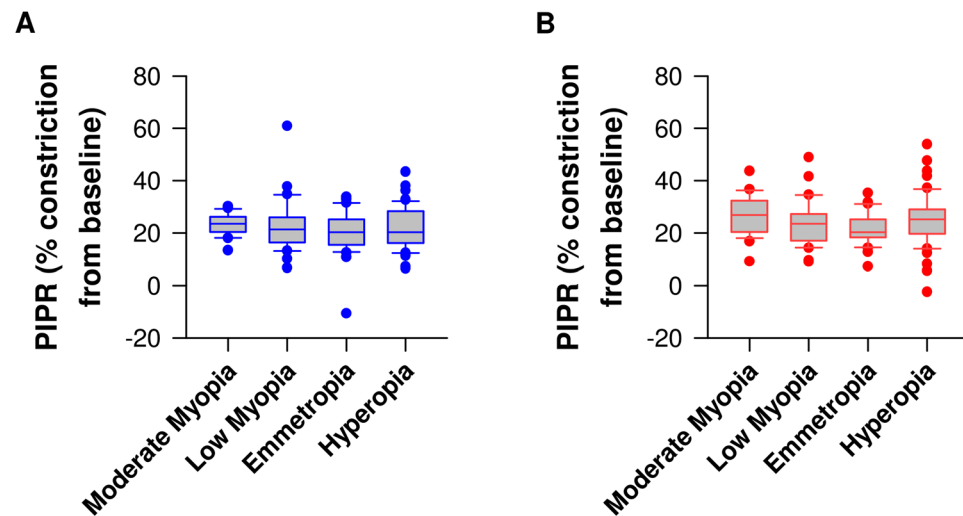 A
PIPR (% constriction
from baseline)
80
60
40
20
0
-20
Moderate Myopia
Low Myopia
Emmetropia
Hyperopia
B
PIPR (% constriction
from baseline)
80
60
40
20
0
-20
Moderate Myopia
Low Myopia
Emmetropia
Hyperopia